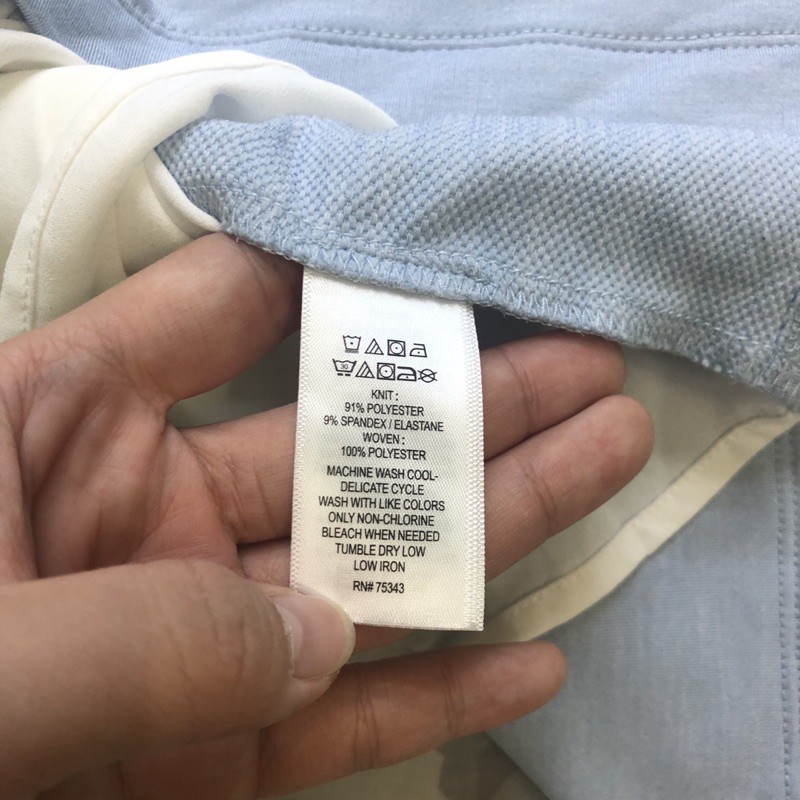 30
KNIT :
91% POLYESTER
9% SPANDEX / ELASTANE
WOVEN :
100% POLYESTER
MACHINE WASH COOL-
DELICATE CYCLE
WASH WITH LIKE COLORS
ONLY NON-CHLORINE
BLEACH WHEN NEEDED
TUMBLE DRY LOW
LOW IRON
RN# 75343